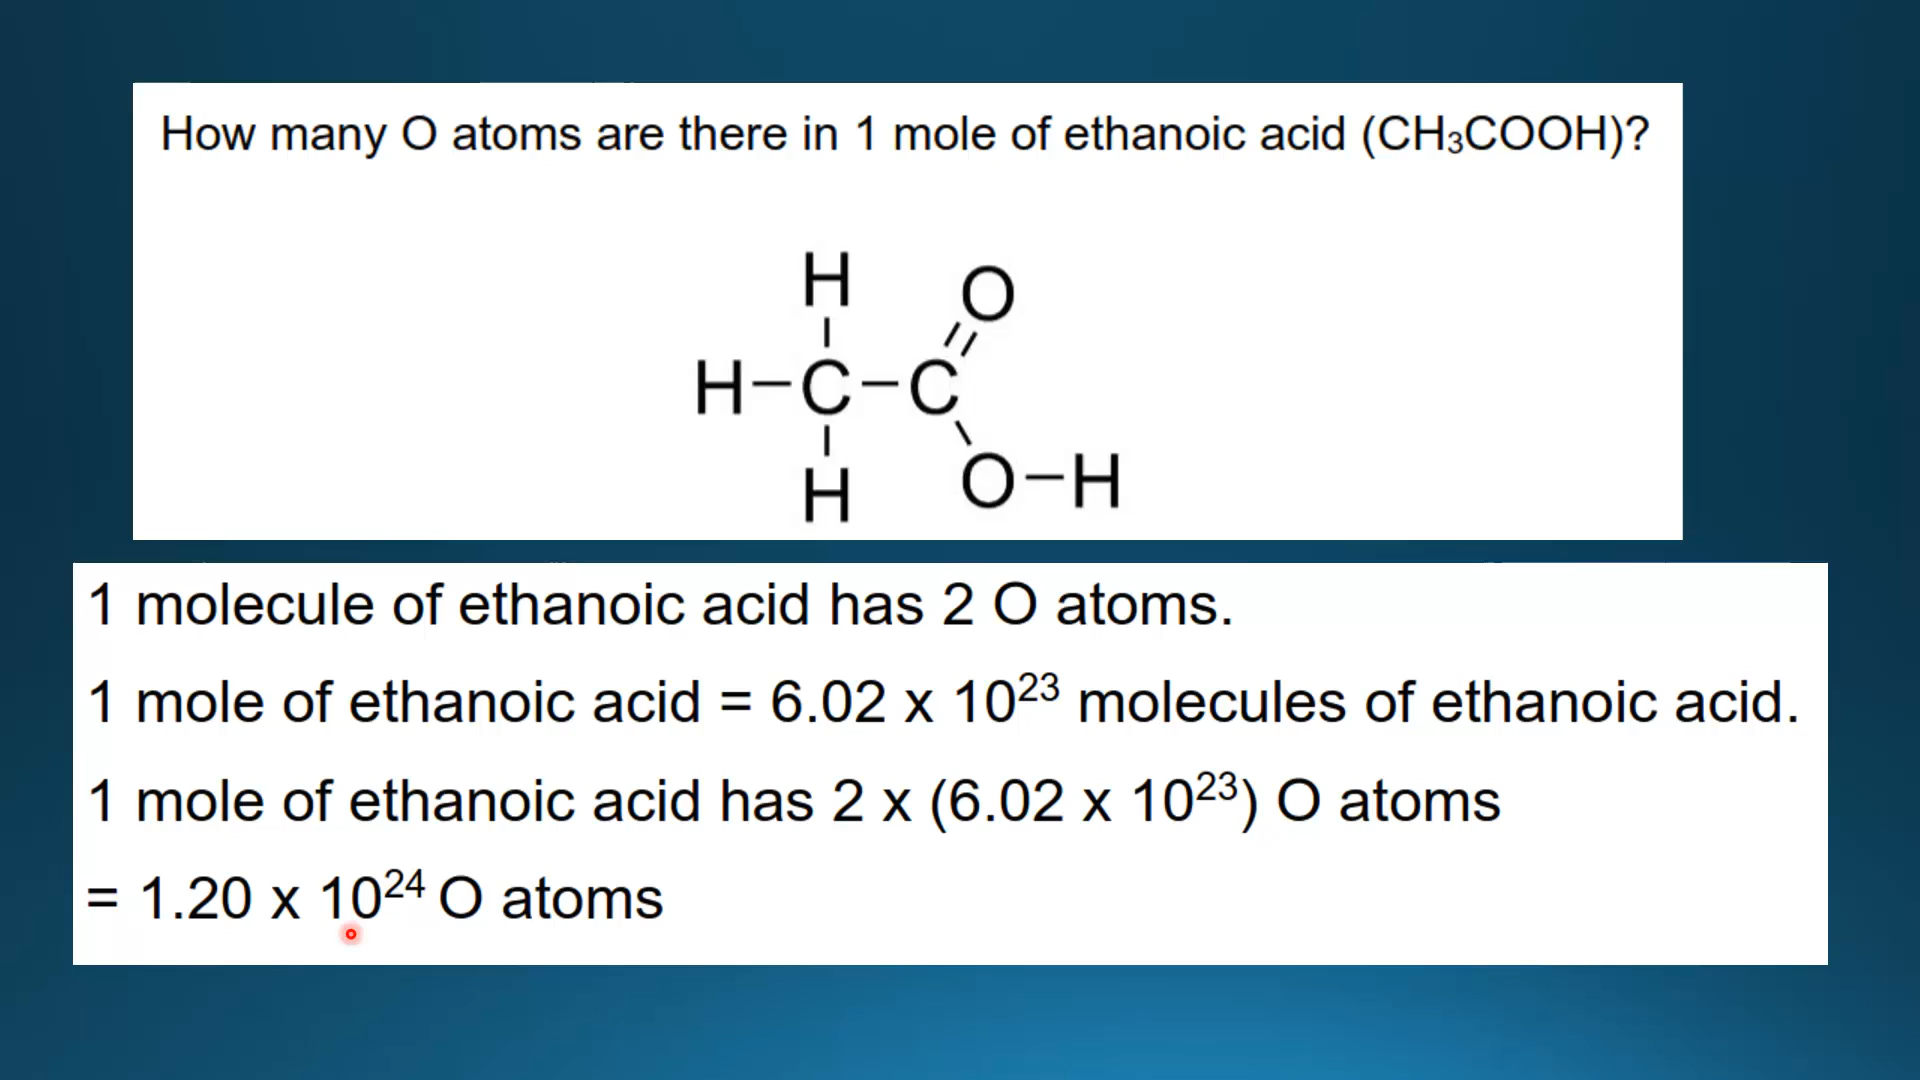 How many O atoms are there in 1 mole of ethanoic acid (CH₃COOH)?
H O
H C C
H O H
1 molecule of ethanoic acid has 2 O atoms.
1 mole of ethanoic acid = 6.02 x 10²³ molecules of ethanoic acid.
1 mole of ethanoic acid has 2 x (6.02 x 10²³) O atoms
= 1.20 x 10²⁴ O atoms